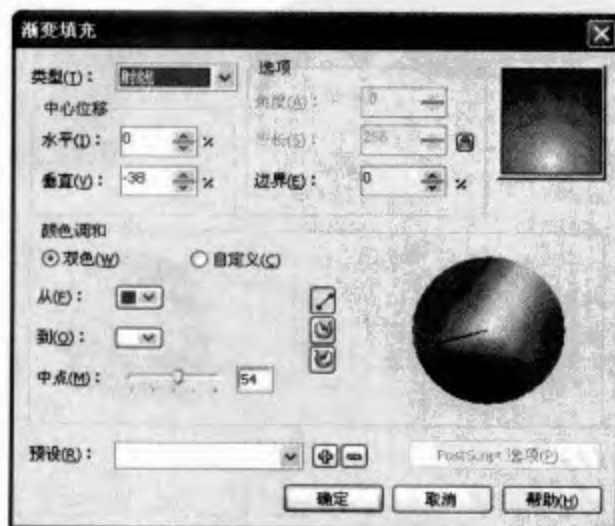 渐变填充
类型(T)： 射线
选项
角度(A)： .0
中心位移
水平(I)： 0 %
步长(S)： 256
垂直(V)： -38 %
边界(E)： 0 %
颜色调和
双色(W) 自定义(C)
从(F)：
到(O)：
中点(M)： 54
预设(R)：
PostScript 选项(P)...
确定 取消 帮助(H)